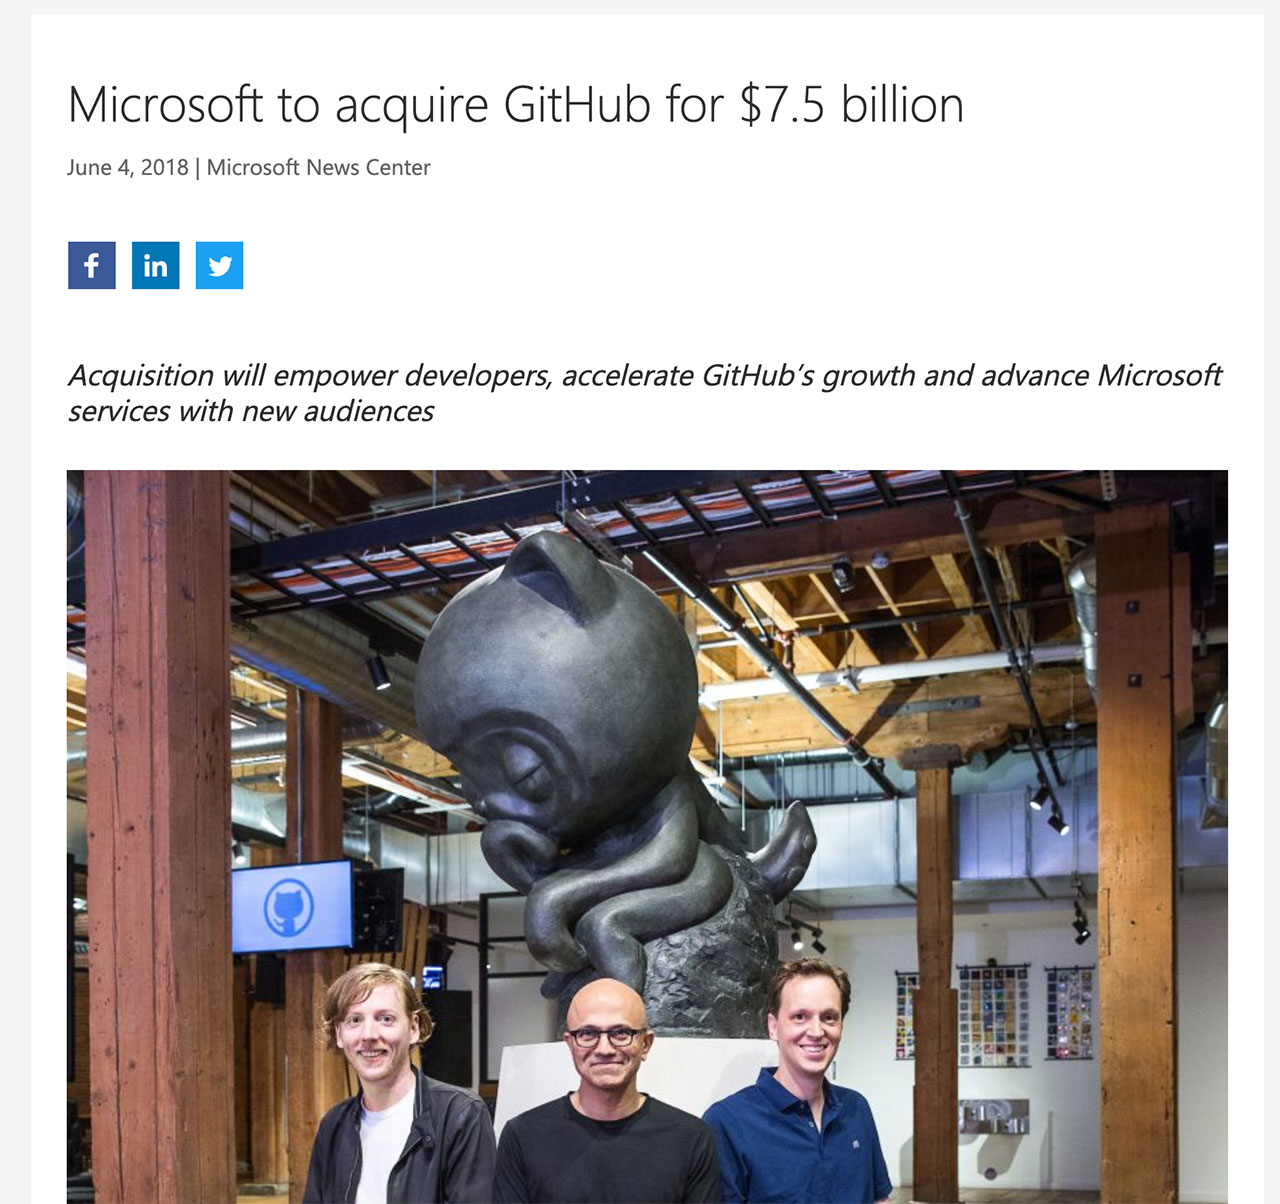 Microsoft to acquire GitHub for $7.5 billion
June 4, 2018 | Microsoft News Center
f in
Acquisition will empower developers, accelerate GitHub’s growth and advance Microsoft
services with new audiences